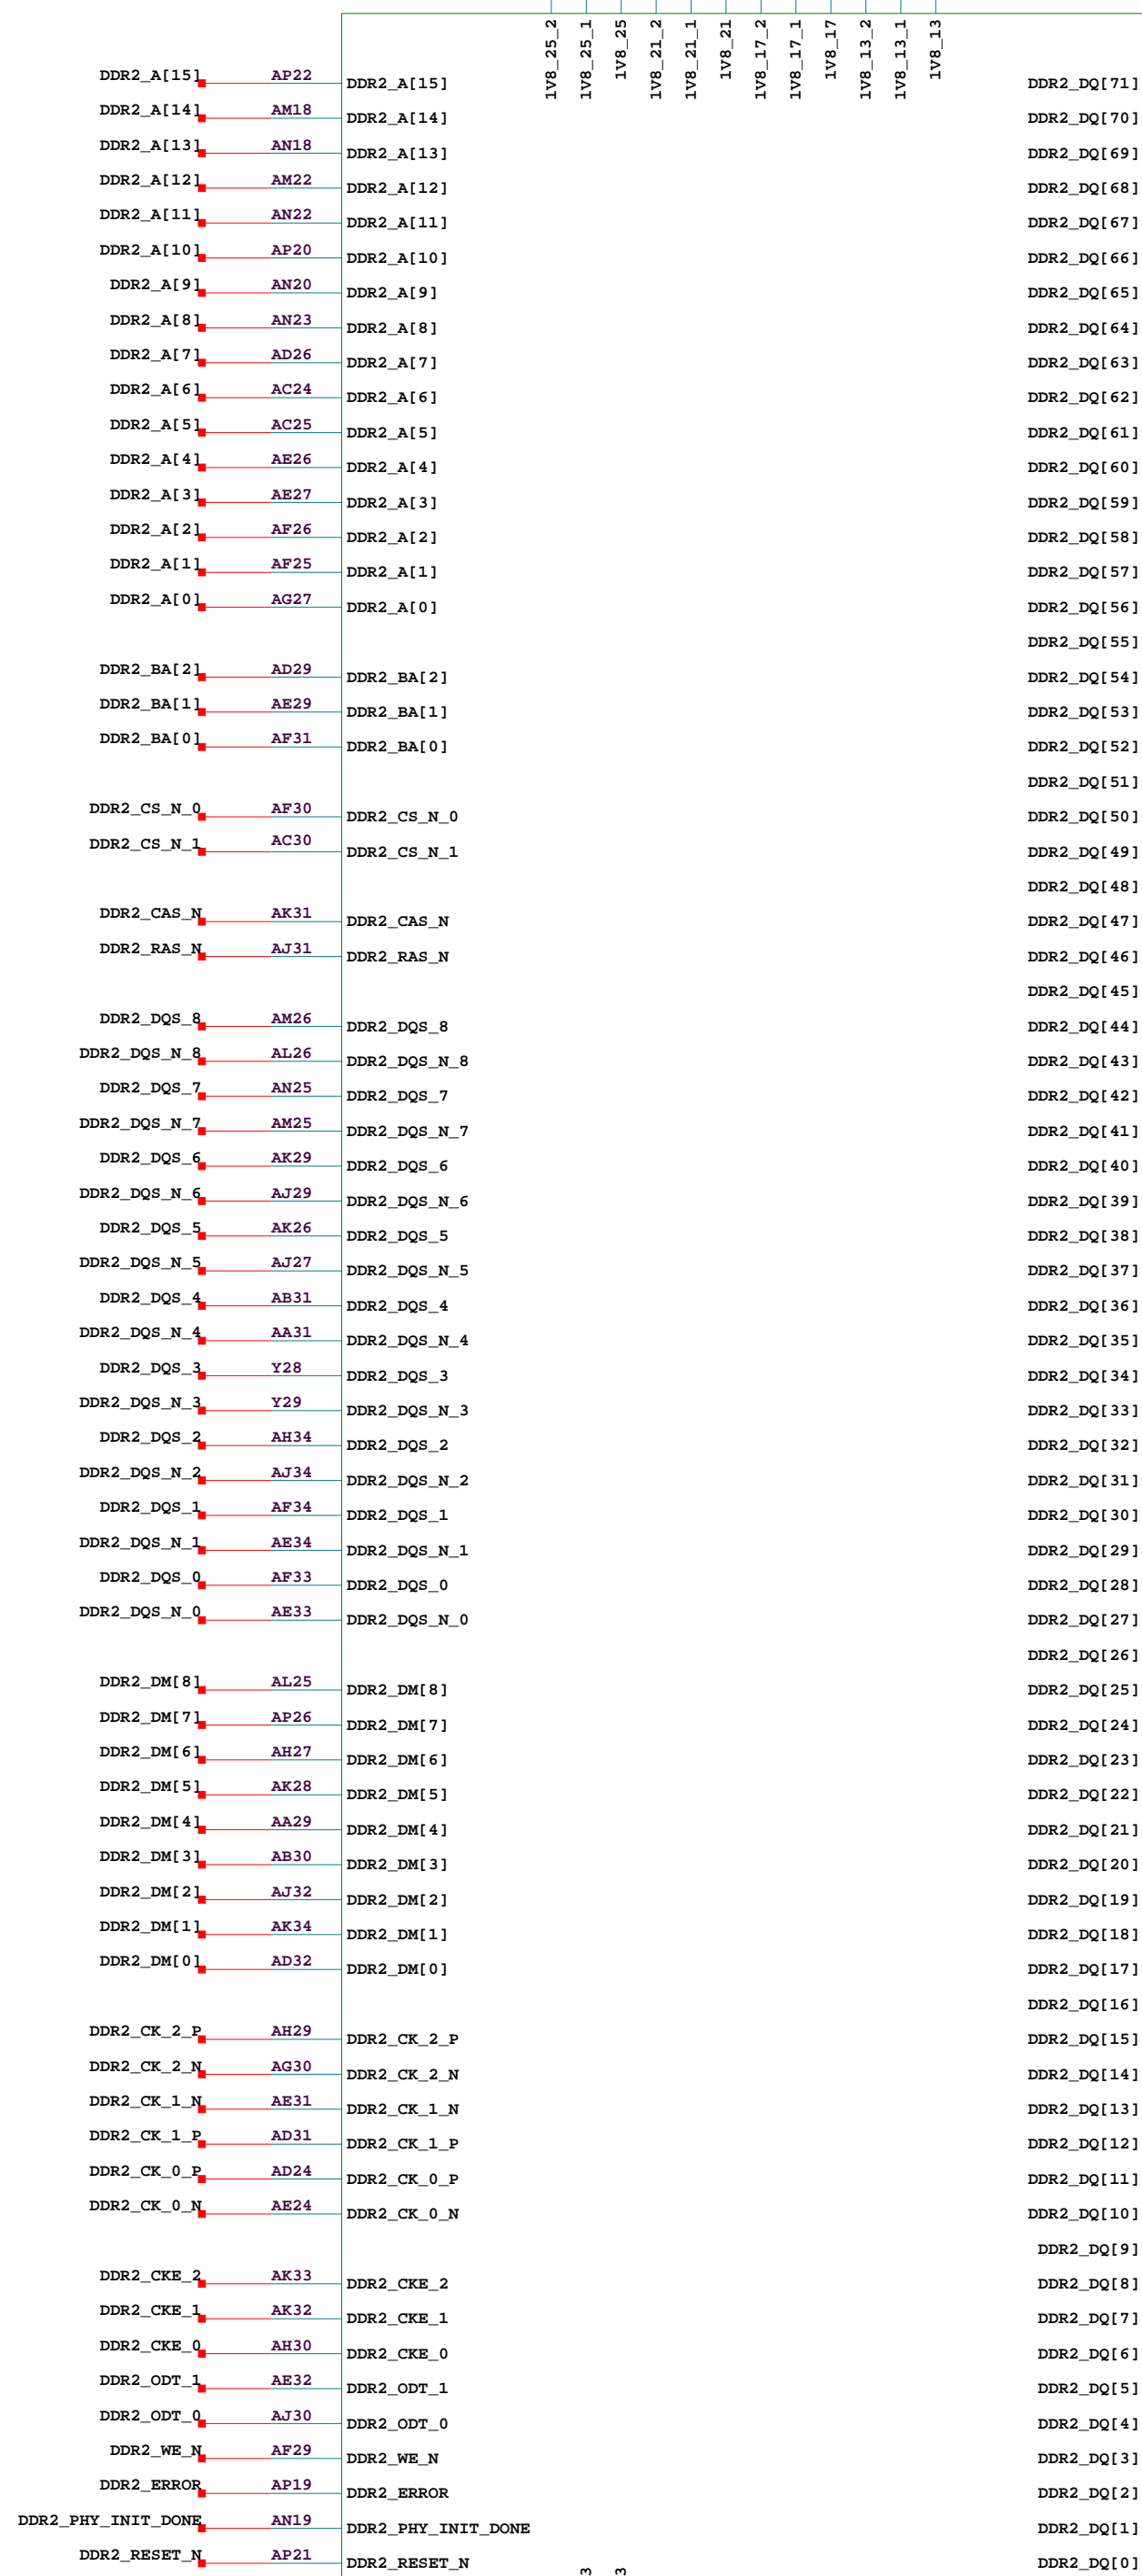 1V8_25_2 1V8_25_1 1V8_25 1V8_21_2 1V8_21_1 1V8_21 1V8_17_2 1V8_17_1 1V8_17 1V8_13_2 1V8_13_1 1V8_13
DDR2_A[15] AP22 DDR2_A[15] DDR2_DQ[71]
DDR2_A[14] AM18 DDR2_A[14] DDR2_DQ[70]
DDR2_A[13] AN18 DDR2_A[13] DDR2_DQ[69]
DDR2_A[12] AM22 DDR2_A[12] DDR2_DQ[68]
DDR2_A[11] AN22 DDR2_A[11] DDR2_DQ[67]
DDR2_A[10] AP20 DDR2_A[10] DDR2_DQ[66]
DDR2_A[9] AN20 DDR2_A[9] DDR2_DQ[65]
DDR2_A[8] AN23 DDR2_A[8] DDR2_DQ[64]
DDR2_A[7] AD26 DDR2_A[7] DDR2_DQ[63]
DDR2_A[6] AC24 DDR2_A[6] DDR2_DQ[62]
DDR2_A[5] AC25 DDR2_A[5] DDR2_DQ[61]
DDR2_A[4] AE26 DDR2_A[4] DDR2_DQ[60]
DDR2_A[3] AE27 DDR2_A[3] DDR2_DQ[59]
DDR2_A[2] AF26 DDR2_A[2] DDR2_DQ[58]
DDR2_A[1] AF25 DDR2_A[1] DDR2_DQ[57]
DDR2_A[0] AG27 DDR2_A[0] DDR2_DQ[56]
DDR2_DQ[55]
DDR2_BA[2] AD29 DDR2_BA[2] DDR2_DQ[54]
DDR2_BA[1] AE29 DDR2_BA[1] DDR2_DQ[53]
DDR2_BA[0] AF31 DDR2_BA[0] DDR2_DQ[52]
DDR2_DQ[51]
DDR2_CS_N_0 AF30 DDR2_CS_N_0 DDR2_DQ[50]
DDR2_CS_N_1 AC30 DDR2_CS_N_1 DDR2_DQ[49]
DDR2_DQ[48]
DDR2_CAS_N AK31 DDR2_CAS_N DDR2_DQ[47]
DDR2_RAS_N AJ31 DDR2_RAS_N DDR2_DQ[46]
DDR2_DQ[45]
DDR2_DQS_8 AM26 DDR2_DQS_8 DDR2_DQ[44]
DDR2_DQS_N_8 AL26 DDR2_DQS_N_8 DDR2_DQ[43]
DDR2_DQS_7 AN25 DDR2_DQS_7 DDR2_DQ[42]
DDR2_DQS_N_7 AM25 DDR2_DQS_N_7 DDR2_DQ[41]
DDR2_DQS_6 AK29 DDR2_DQS_6 DDR2_DQ[40]
DDR2_DQS_N_6 AJ29 DDR2_DQS_N_6 DDR2_DQ[39]
DDR2_DQS_5 AK26 DDR2_DQS_5 DDR2_DQ[38]
DDR2_DQS_N_5 AJ27 DDR2_DQS_N_5 DDR2_DQ[37]
DDR2_DQS_4 AB31 DDR2_DQS_4 DDR2_DQ[36]
DDR2_DQS_N_4 AA31 DDR2_DQS_N_4 DDR2_DQ[35]
DDR2_DQS_3 Y28 DDR2_DQS_3 DDR2_DQ[34]
DDR2_DQS_N_3 Y29 DDR2_DQS_N_3 DDR2_DQ[33]
DDR2_DQS_2 AH34 DDR2_DQS_2 DDR2_DQ[32]
DDR2_DQS_N_2 AJ34 DDR2_DQS_N_2 DDR2_DQ[31]
DDR2_DQS_1 AF34 DDR2_DQS_1 DDR2_DQ[30]
DDR2_DQS_N_1 AE34 DDR2_DQS_N_1 DDR2_DQ[29]
DDR2_DQS_0 AF33 DDR2_DQS_0 DDR2_DQ[28]
DDR2_DQS_N_0 AE33 DDR2_DQS_N_0 DDR2_DQ[27]
DDR2_DQ[26]
DDR2_DM[8] AL25 DDR2_DM[8] DDR2_DQ[25]
DDR2_DM[7] AP26 DDR2_DM[7] DDR2_DQ[24]
DDR2_DM[6] AH27 DDR2_DM[6] DDR2_DQ[23]
DDR2_DM[5] AK28 DDR2_DM[5] DDR2_DQ[22]
DDR2_DM[4] AA29 DDR2_DM[4] DDR2_DQ[21]
DDR2_DM[3] AB30 DDR2_DM[3] DDR2_DQ[20]
DDR2_DM[2] AJ32 DDR2_DM[2] DDR2_DQ[19]
DDR2_DM[1] AK34 DDR2_DM[1] DDR2_DQ[18]
DDR2_DM[0] AD32 DDR2_DM[0] DDR2_DQ[17]
DDR2_DQ[16]
DDR2_CK_2_P AH29 DDR2_CK_2_P DDR2_DQ[15]
DDR2_CK_2_N AG30 DDR2_CK_2_N DDR2_DQ[14]
DDR2_CK_1_N AE31 DDR2_CK_1_N DDR2_DQ[13]
DDR2_CK_1_P AD31 DDR2_CK_1_P DDR2_DQ[12]
DDR2_CK_0_P AD24 DDR2_CK_0_P DDR2_DQ[11]
DDR2_CK_0_N AE24 DDR2_CK_0_N DDR2_DQ[10]
DDR2_DQ[9]
DDR2_CKE_2 AK33 DDR2_CKE_2 DDR2_DQ[8]
DDR2_CKE_1 AK32 DDR2_CKE_1 DDR2_DQ[7]
DDR2_CKE_0 AH30 DDR2_CKE_0 DDR2_DQ[6]
DDR2_ODT_1 AE32 DDR2_ODT_1 DDR2_DQ[5]
DDR2_ODT_0 AJ30 DDR2_ODT_0 DDR2_DQ[4]
DDR2_WE_N AF29 DDR2_WE_N DDR2_DQ[3]
DDR2_ERROR AP19 DDR2_ERROR DDR2_DQ[2]
DDR2_PHY_INIT_DONE AN19 DDR2_PHY_INIT_DONE DDR2_DQ[1]
DDR2_RESET_N AP21 DDR2_RESET_N DDR2_DQ[0]